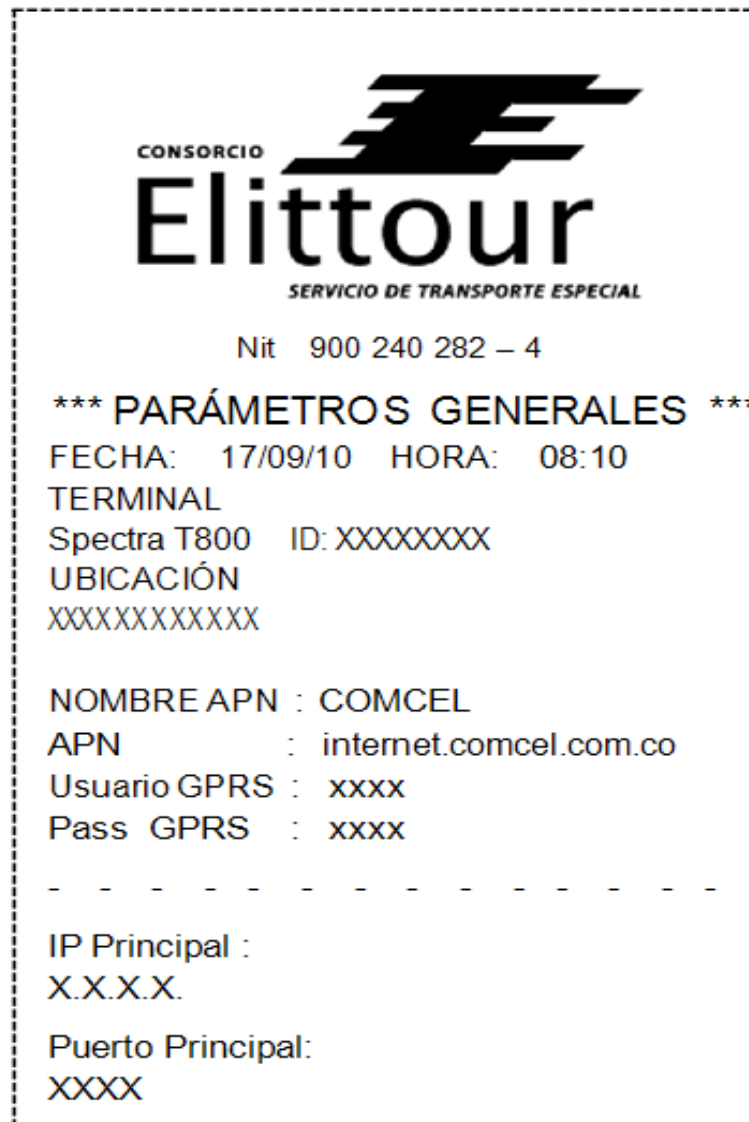 CONSORCIO
Elittour
SERVICIO DE TRANSPORTE ESPECIAL
Nit 900 240 282 – 4
*** PARÁMETROS GENERALES ***
FECHA: 17/09/10 HORA: 08:10
TERMINAL
Spectra T800 ID: XXXXXXXX
UBICACIÓN
XXXXXXXXXXXX
NOMBRE APN : COMCEL
APN : internet.comcel.com.co
Usuario GPRS : xxxx
Pass GPRS : xxxx
- - - - - - - - - - - - - -
IP Principal :
X.X.X.X.
Puerto Principal:
XXXX